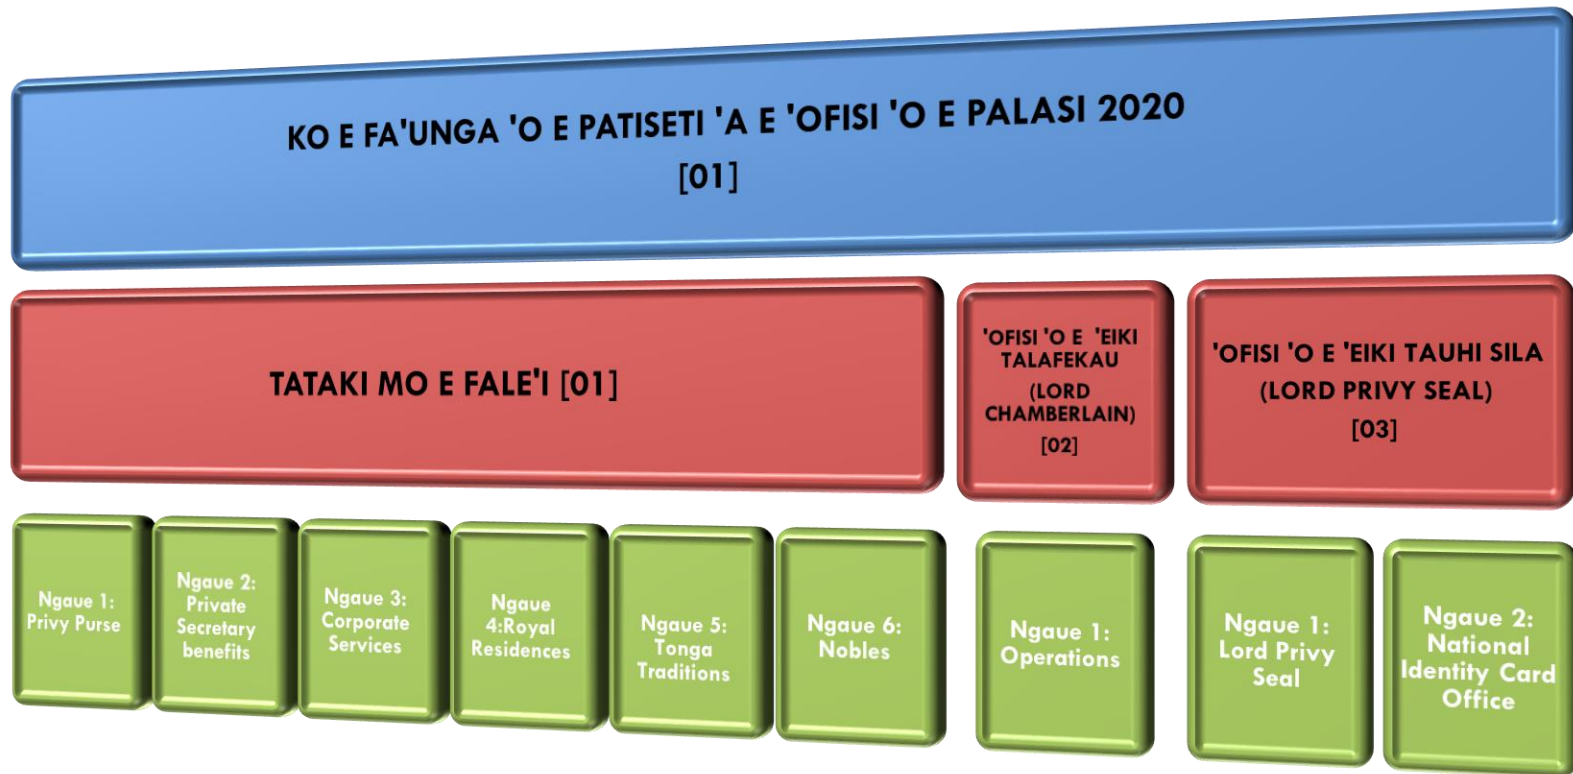 KO E FA'UNGA 'O E PATISETI 'A E 'OFISI 'O E PALASI 2020
[01]
TATAKI MO E FALE'I [01]
'OFISI 'O E 'EIKI
TALAFEKAU
(LORD
CHAMBERLAIN)
[02]
'OFISI 'O E 'EIKI TAUHI SILA
(LORD PRIVY SEAL)
[03]
Ngaue 1:
Privy Purse
Ngaue 2:
Private
Secretary
benefits
Ngaue 3:
Corporate
Services
Ngaue
4:Royal
Residences
Ngaue 5:
Tonga
Traditions
Ngaue 6:
Nobles
Ngaue 1:
Operations
Ngaue 1:
Lord Privy
Seal
Ngaue 2:
National
Identity Card
Office